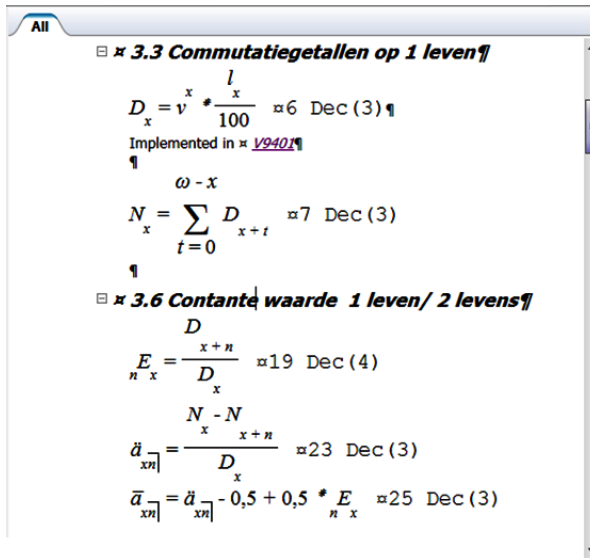 All
¤ 3.3 Commutatiegetallen op 1 leven¶
D_x = v^x * l_x / 100 ¤6 Dec(3)¶
Implemented in ¤ V9401¶
¶
N_x = ∑_{t=0}^{ω-x} D_{x+t} ¤7 Dec(3)
¶
¤ 3.6 Contante waarde 1 leven/ 2 levens¶
_nE_x = D_{x+n} / D_x ¤19 Dec(4)
ä_{xn⌉} = (N_x - N_{x+n}) / D_x ¤23 Dec(3)
ā_{xn⌉} = ä_{xn⌉} - 0,5 + 0,5 * _nE_x ¤25 Dec(3)